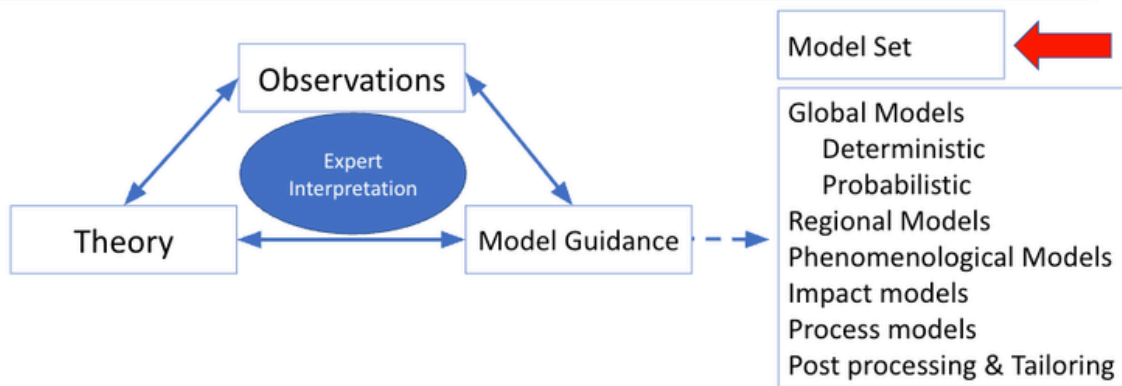 Model Set
Observations
Global Models
Deterministic
Probabilistic
Expert
Interpretation
Regional Models
Theory
Model Guidance
Phenomenological Models
Impact models
Process models
Post processing & Tailoring